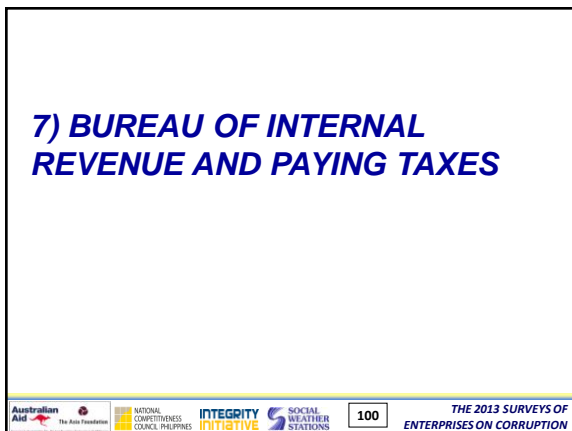 7) BUREAU OF INTERNAL
REVENUE AND PAYING TAXES
Australian
Aid
The Asia Foundation
NATIONAL
COMPETITIVENESS
COUNCIL PHILIPPINES
INTEGRITY
INITIATIVE
SOCIAL
WEATHER
STATIONS
100
THE 2013 SURVEYS OF
ENTERPRISES ON CORRUPTION